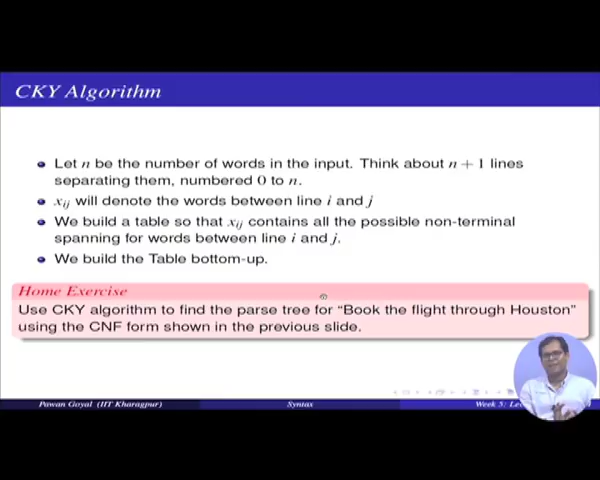 CKY Algorithm
Let n be the number of words in the input. Think about n + 1 lines
separating them, numbered 0 to n.
x_ij will denote the words between line i and j
We build a table so that x_ij contains all the possible non-terminal
spanning for words between line i and j.
We build the Table bottom-up.
Home Exercise
Use CKY algorithm to find the parse tree for "Book the flight through Houston"
using the CNF form shown in the previous slide.
Pawan Goyal (IIT Kharagpur)
Syntax
Week 5: